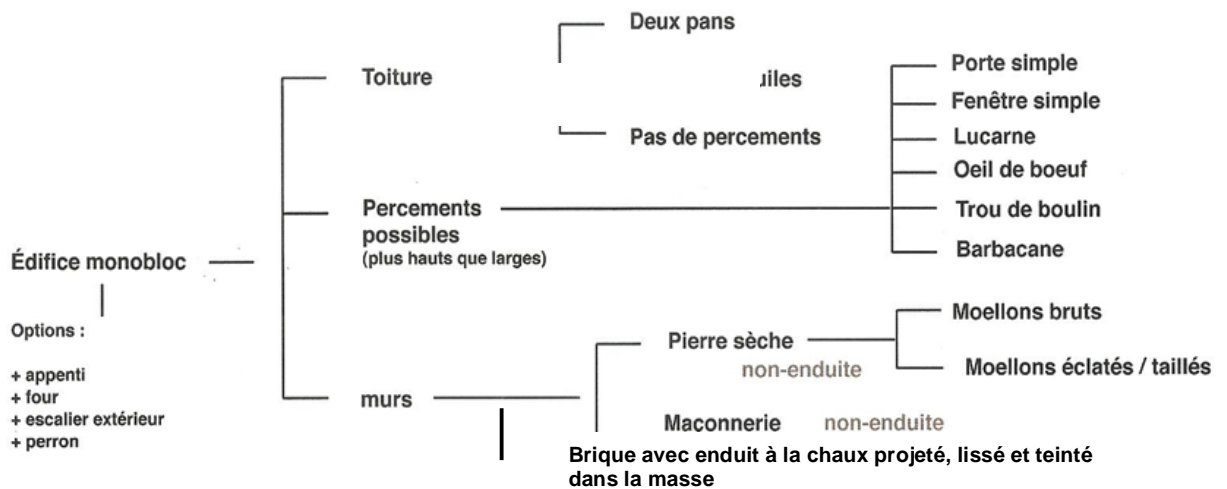 Deux pans
Toiture
Pas de percements
Porte simple
Fenêtre simple
Lucarne
Oeil de boeuf
Trou de boulin
Barbacane
Percements
possibles
(plus hauts que larges)
Édifice monobloc
Options :
+ appenti
+ four
+ escalier extérieur
+ perron
murs
Pierre sèche
non-enduite
Moellons bruts
Moellons éclatés / taillés
Maconnerie non-enduite
Brique avec enduit à la chaux projeté, lissé et teinté
dans la masse